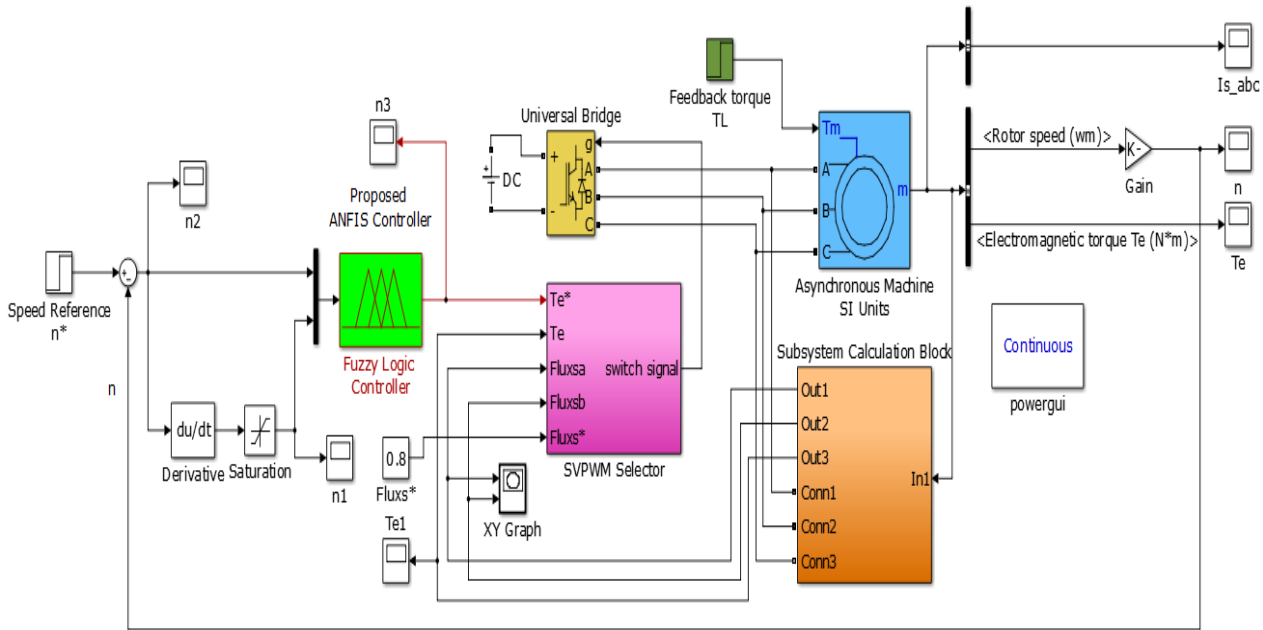 Is_abc
Feedback torque
TL
n3
Universal Bridge
Tm
g
+
A
B
C
-
DC
A
B
C
m
<Rotor speed (wm)>
K-
Gain
n
n2
Proposed
ANFIS Controller
<Electromagnetic torque Te (N*m)>
Te
Asynchronous Machine
SI Units
Speed Reference
n*
+
-
Te*
Te
Fluxsa
Fluxsb
Fluxs*
switch signal
SVPWM Selector
Fuzzy Logic
Controller
Subsystem Calculation Block
Out1
Out2
Out3
Conn1
Conn2
Conn3
In1
Continuous
powergui
n
du/dt
Derivative
Saturation
n1
0.8
Fluxs*
XY Graph
Te1